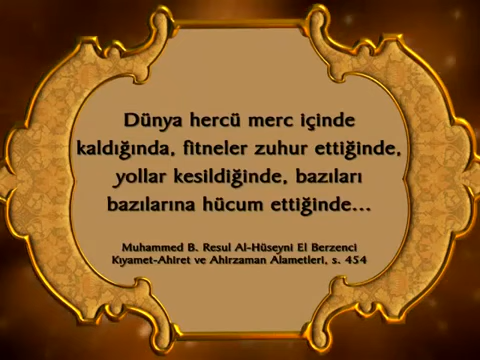 Dünya hercü merc içinde
kaldığında, fitneler zuhur ettiğinde,
yollar kesildiğinde, bazıları
bazılarına hücum ettiğinde...
Muhammed B. Resul Al-Hüseyni El Berzenci
Kıyamet-Ahiret ve Ahirzaman Alametleri, s. 454